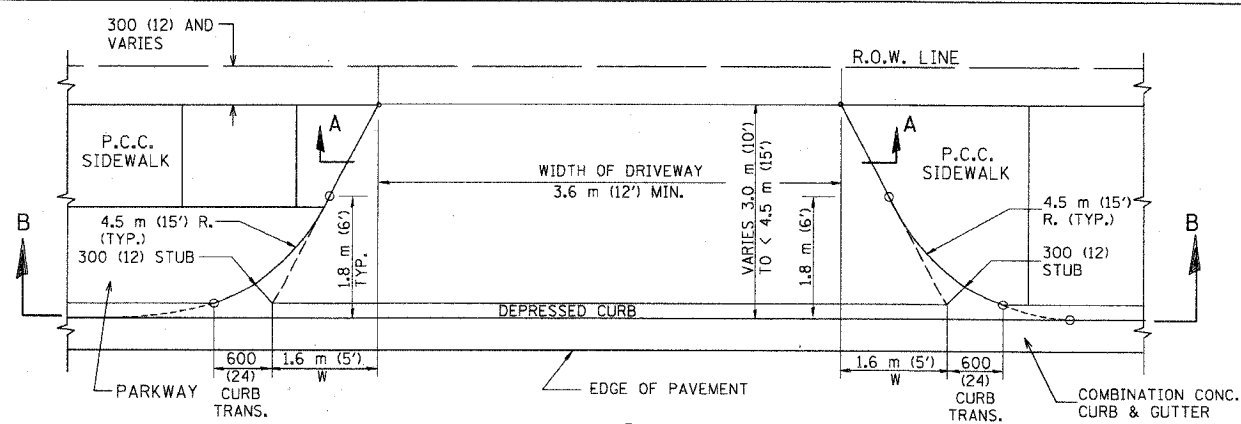 300 (12) AND
VARIES
R.O.W. LINE
A
A
P.C.C.
SIDEWALK
P.C.C.
SIDEWALK
WIDTH OF DRIVEWAY
3.6 m (12') MIN.
VARIES 3.0 m (10')
TO < 4.5 m (15')
4.5 m (15') R.
(TYP.)
300 (12) STUB
1.8 m (6')
TYP.
1.8 m (6')
4.5 m (15')
R. (TYP.)
300 (12)
STUB
B
B
DEPRESSED CURB
600
(24)
CURB
TRANS.
1.6 m (5')
W
1.6 m (5')
W
600
(24)
CURB
TRANS.
PARKWAY
EDGE OF PAVEMENT
COMBINATION CONC.
CURB & GUTTER